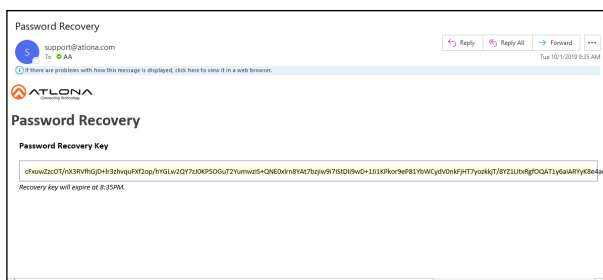 Password Recovery
S
support@atlona.com
To AA
Reply Reply All Forward ...
Tue 10/1/2019 9:35 AM
If there are problems with how this message is displayed, click here to view it in a web browser.
ATLONA
Connecting Technology
Password Recovery
Password Recovery Key
Recovery key will expire at 8:35PM.